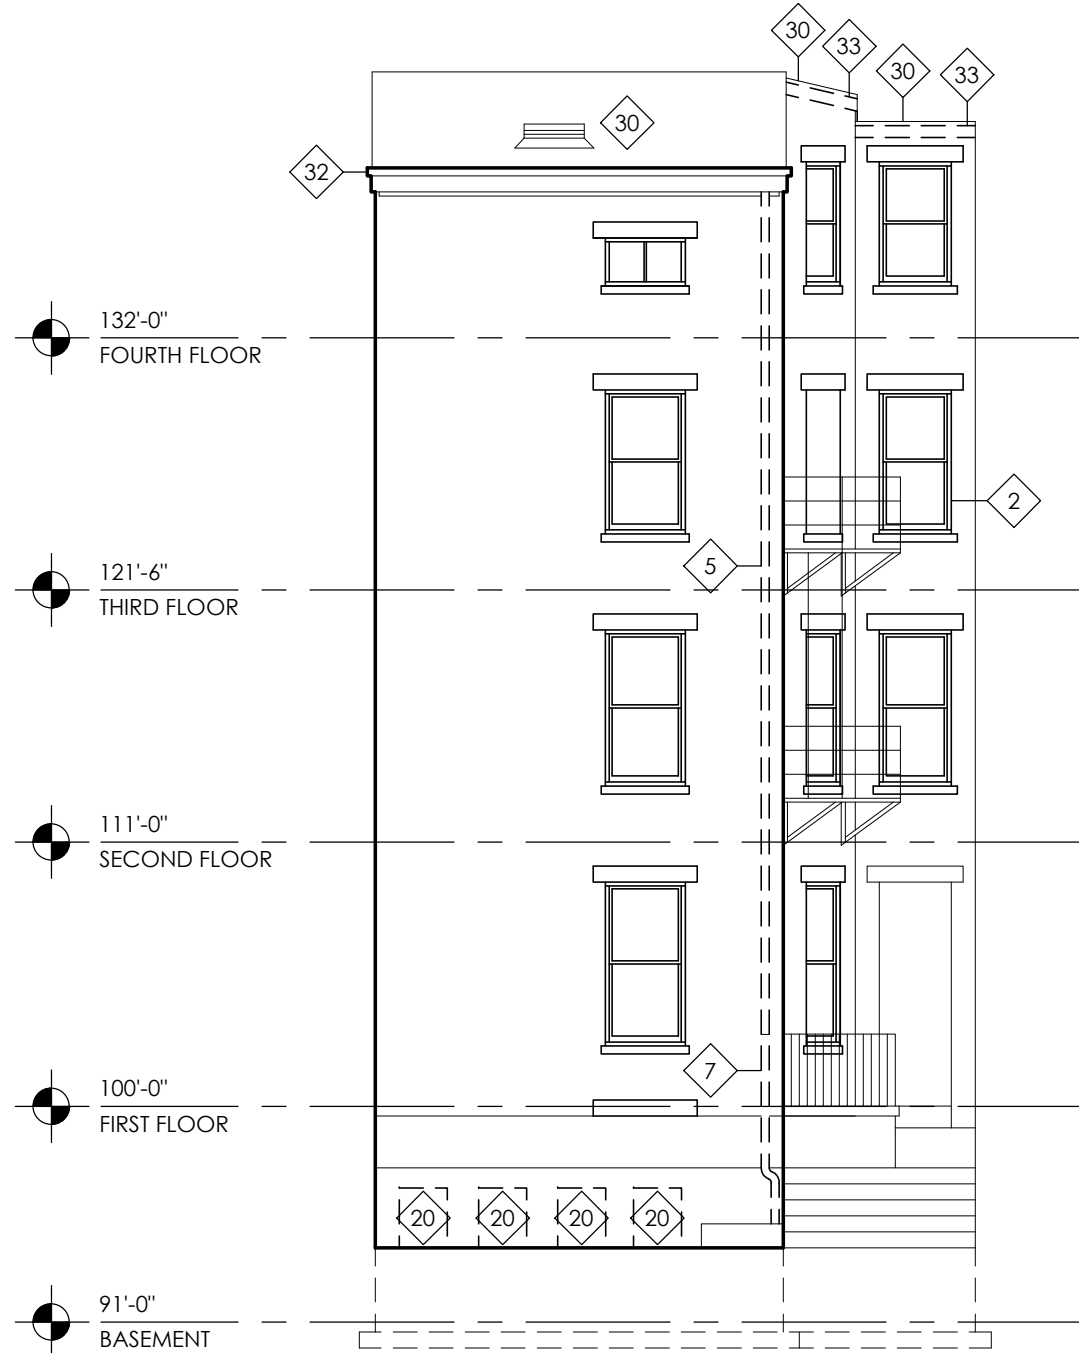 30
33
30
33
30
32
132'-0"
FOURTH FLOOR
2
5
121'-6"
THIRD FLOOR
111'-0"
SECOND FLOOR
7
100'-0"
FIRST FLOOR
20 20 20 20
91'-0"
BASEMENT